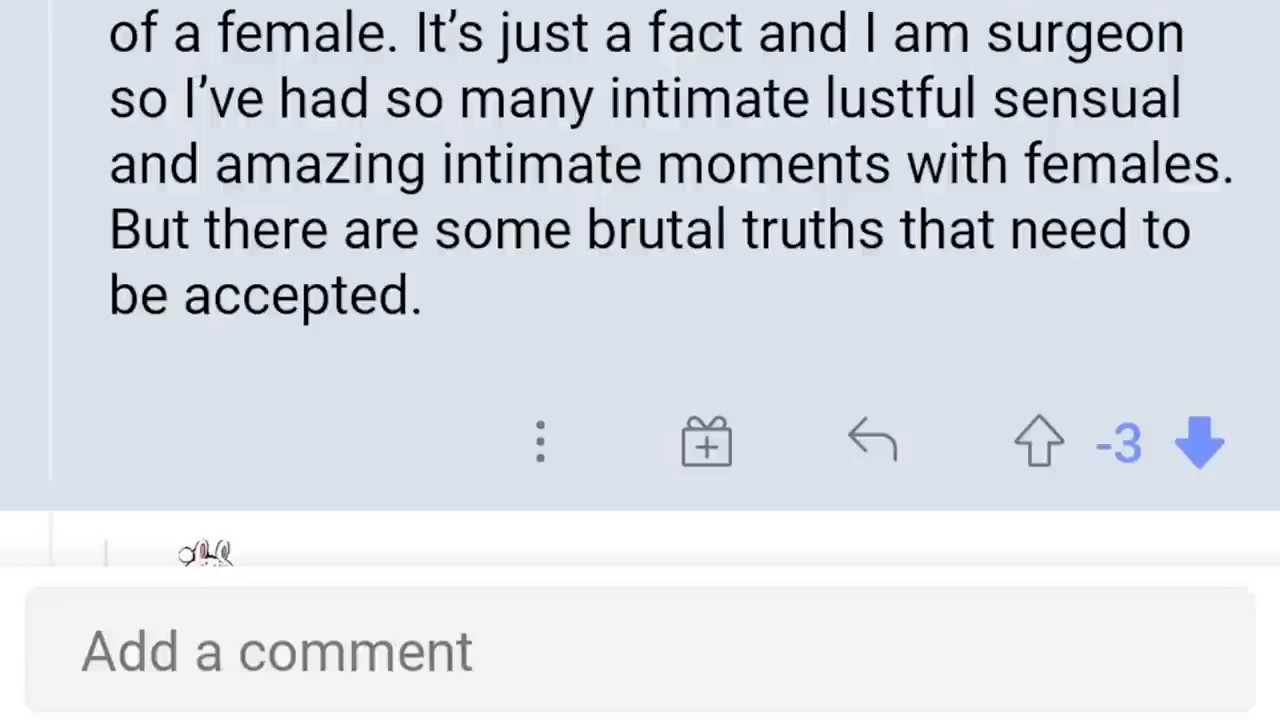 of a female. It's just a fact and I am surgeon
so I've had so many intimate lustful sensual
and amazing intimate moments with females.
But there are some brutal truths that need to
be accepted.
-3
Add a comment